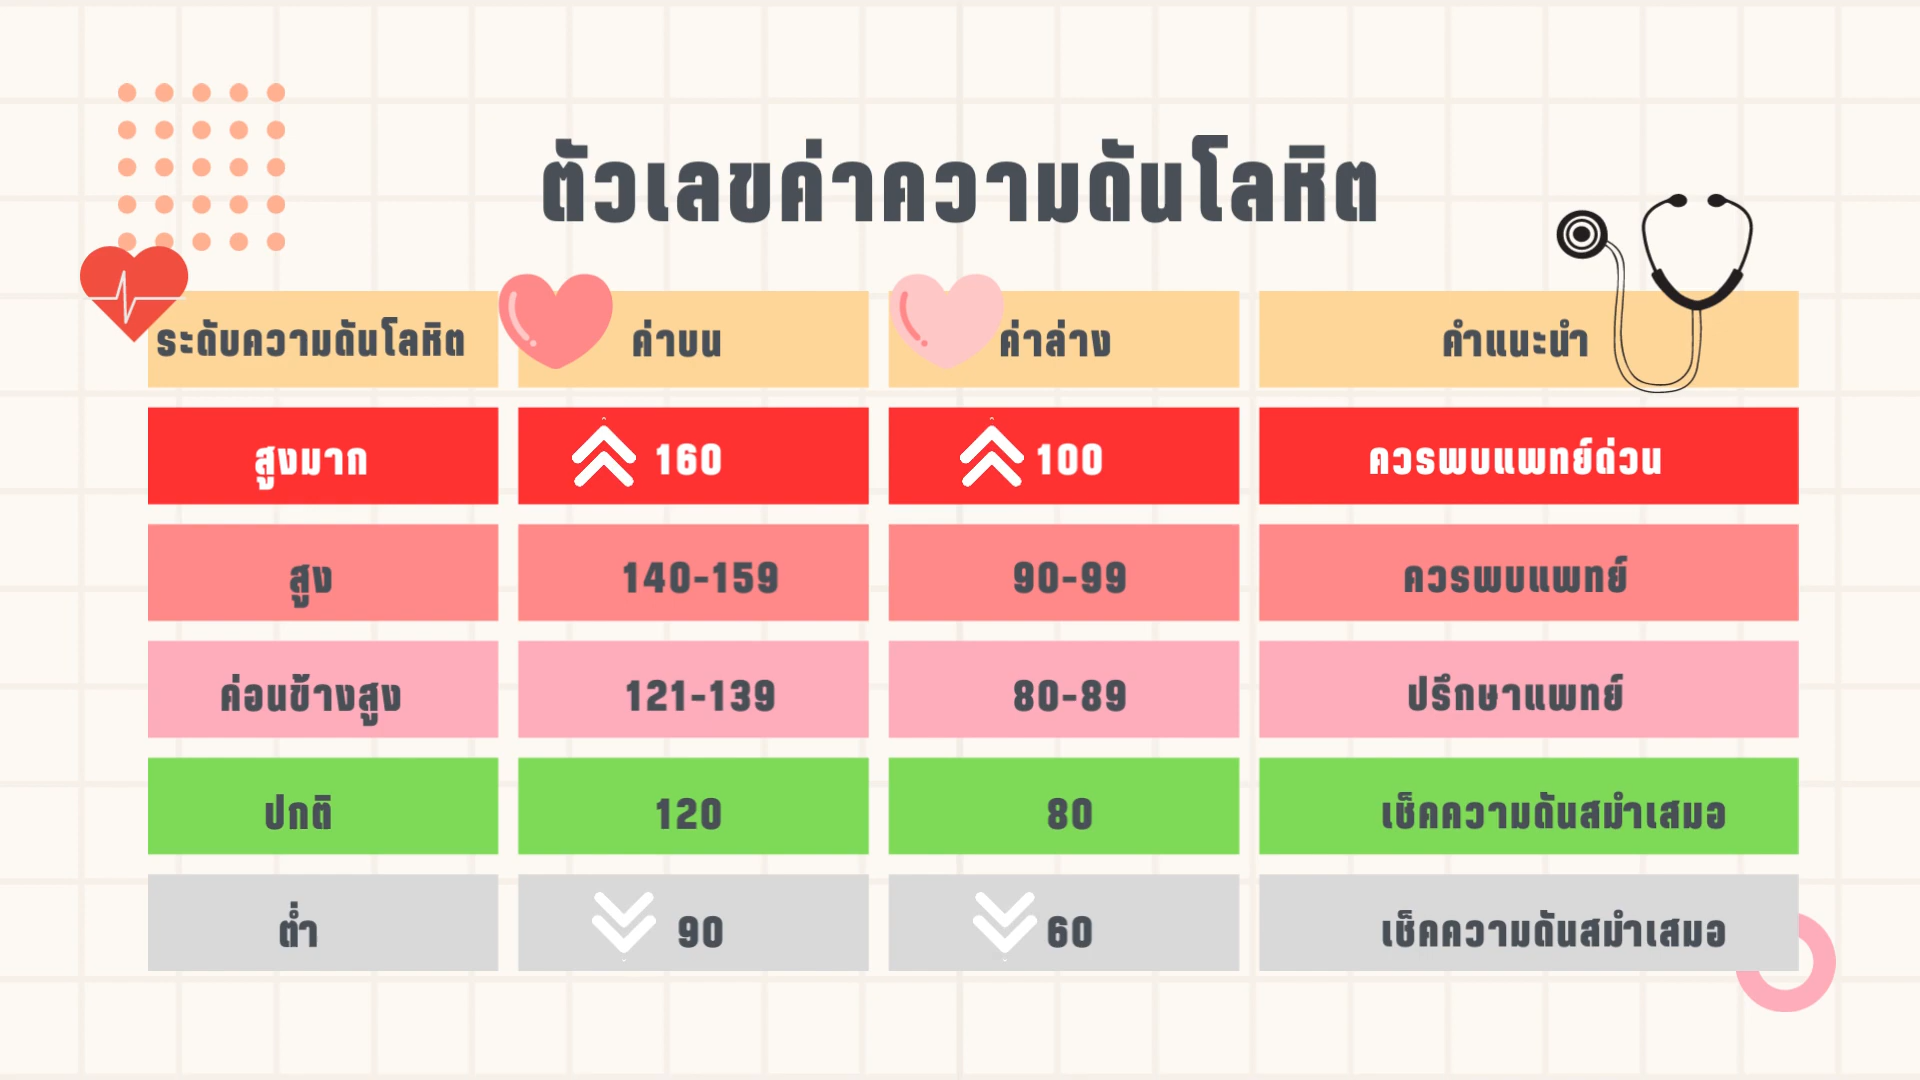 ตัวเลขค่าความดันโลหิต
ระดับความดันโลหิต ค่าบน ค่าล่าง คำแนะนำ
สูงมาก 160 100 ควรพบแพทย์ด่วน
สูง 140-159 90-99 ควรพบแพทย์
ค่อนข้างสูง 121-139 80-89 ปรึกษาแพทย์
ปกติ 120 80 เช็คความดันสม่ำเสมอ
ต่ำ 90 60 เช็คความดันสม่ำเสมอ